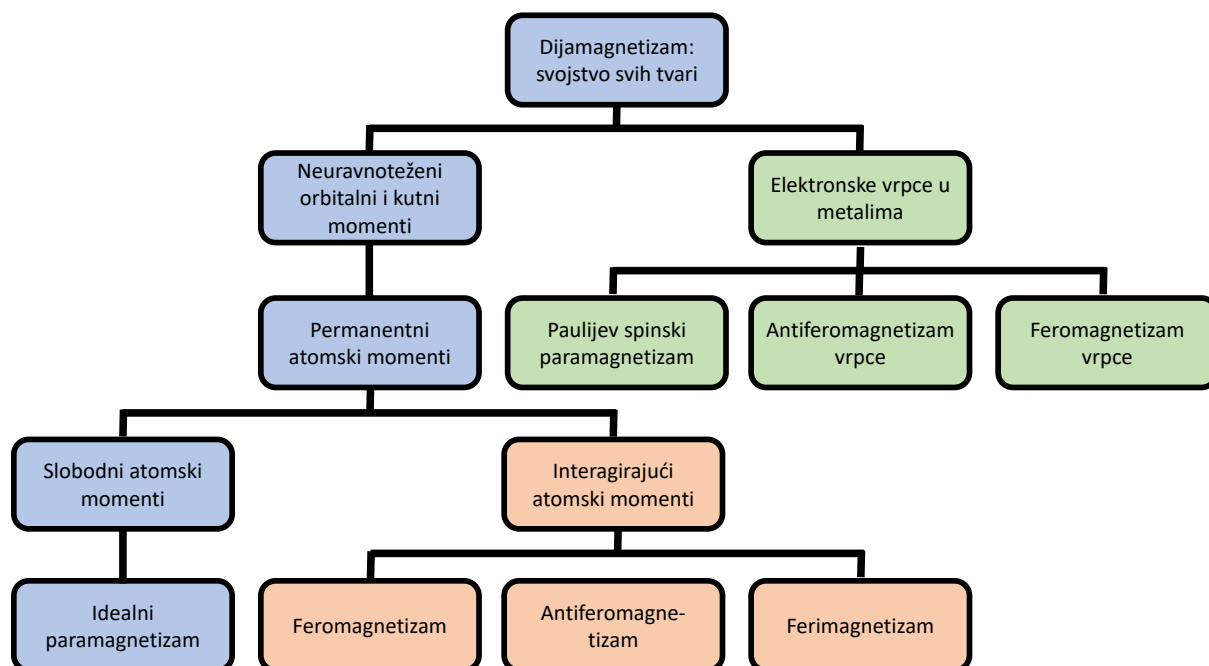 Dijamagnetizam:
svojstvo svih tvari
Neuravnoteženi
orbitalni i kutni
momenti
Elektronske vrpce u
metalima
Permanentni
atomski momenti
Paulijev spinski
paramagnetizam
Antiferomagnetizam
vrpce
Feromagnetizam
vrpce
Slobodni atomski
momenti
Interagirajući
atomski momenti
Idealni
paramagnetizam
Feromagnetizam
Antiferomagne-
tizam
Ferimagnetizam